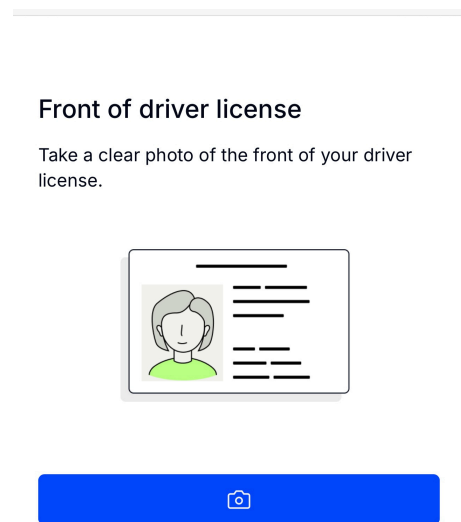 Front of driver license
Take a clear photo of the front of your driver
license.